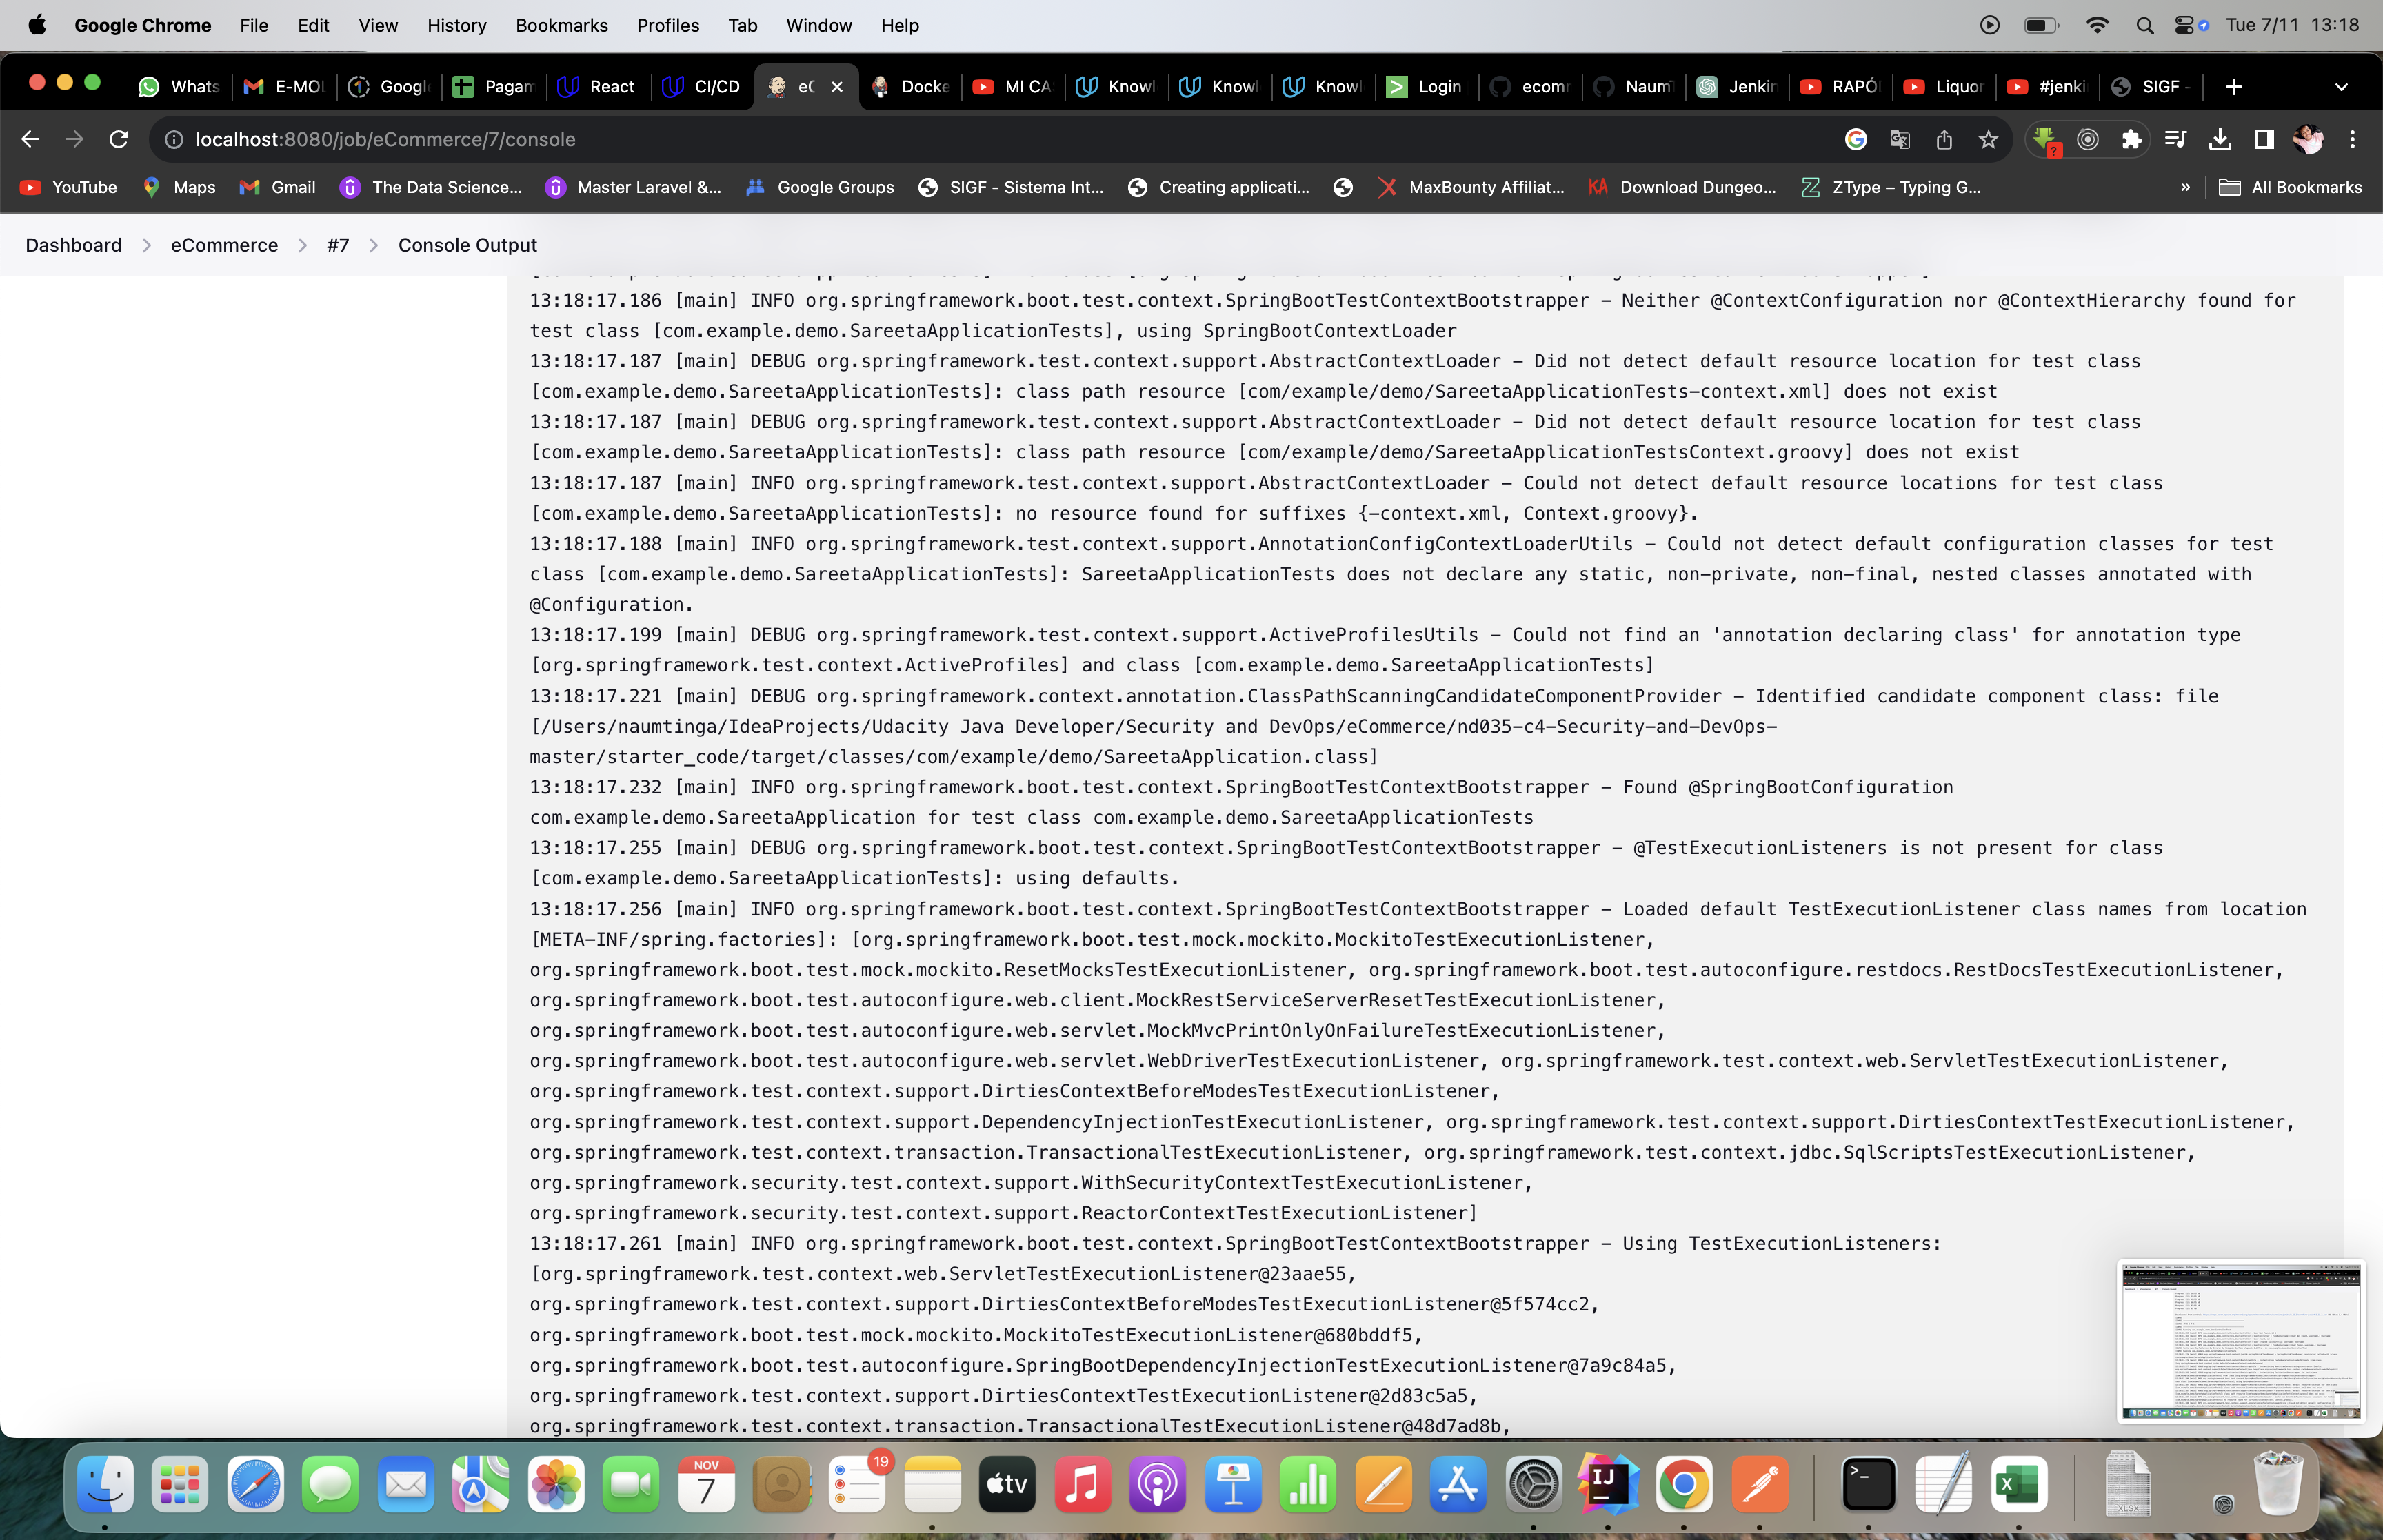 Google Chrome File Edit View History Bookmarks Profiles Tab Window Help Tue 7/11 13:18
Whats E-MOL Googl Pagam React CI/CD eC Docke MI CA Knowl Knowl Knowl Login ecomr NaumT Jenkin RAPÓ Liquor #jenki SIGF -
localhost:8080/job/eCommerce/7/console
YouTube Maps Gmail The Data Science... Master Laravel &... Google Groups SIGF - Sistema Int... Creating applicati... MaxBounty Affiliat... Download Dungeo... ZType – Typing G... » All Bookmarks
Dashboard eCommerce #7 Console Output
13:18:17.186 [main] INFO org.springframework.boot.test.context.SpringBootTestContextBootstrapper - Neither @ContextConfiguration nor @ContextHierarchy found for
test class [com.example.demo.SareetaApplicationTests], using SpringBootContextLoader
13:18:17.187 [main] DEBUG org.springframework.test.context.support.AbstractContextLoader - Did not detect default resource location for test class
[com.example.demo.SareetaApplicationTests]: class path resource [com/example/demo/SareetaApplicationTests-context.xml] does not exist
13:18:17.187 [main] DEBUG org.springframework.test.context.support.AbstractContextLoader - Did not detect default resource location for test class
[com.example.demo.SareetaApplicationTests]: class path resource [com/example/demo/SareetaApplicationTestsContext.groovy] does not exist
13:18:17.187 [main] INFO org.springframework.test.context.support.AbstractContextLoader - Could not detect default resource locations for test class
[com.example.demo.SareetaApplicationTests]: no resource found for suffixes {-context.xml, Context.groovy}.
13:18:17.188 [main] INFO org.springframework.test.context.support.AnnotationConfigContextLoaderUtils - Could not detect default configuration classes for test
class [com.example.demo.SareetaApplicationTests]: SareetaApplicationTests does not declare any static, non-private, non-final, nested classes annotated with
@Configuration.
13:18:17.199 [main] DEBUG org.springframework.test.context.support.ActiveProfilesUtils - Could not find an 'annotation declaring class' for annotation type
[org.springframework.test.context.ActiveProfiles] and class [com.example.demo.SareetaApplicationTests]
13:18:17.221 [main] DEBUG org.springframework.context.annotation.ClassPathScanningCandidateComponentProvider - Identified candidate component class: file
[/Users/naumtinga/IdeaProjects/Udacity Java Developer/Security and DevOps/eCommerce/nd035-c4-Security-and-DevOps-
master/starter_code/target/classes/com/example/demo/SareetaApplication.class]
13:18:17.232 [main] INFO org.springframework.boot.test.context.SpringBootTestContextBootstrapper - Found @SpringBootConfiguration
com.example.demo.SareetaApplication for test class com.example.demo.SareetaApplicationTests
13:18:17.255 [main] DEBUG org.springframework.boot.test.context.SpringBootTestContextBootstrapper - @TestExecutionListeners is not present for class
[com.example.demo.SareetaApplicationTests]: using defaults.
13:18:17.256 [main] INFO org.springframework.boot.test.context.SpringBootTestContextBootstrapper - Loaded default TestExecutionListener class names from location
[META-INF/spring.factories]: [org.springframework.boot.test.mock.mockito.MockitoTestExecutionListener,
org.springframework.boot.test.mock.mockito.ResetMocksTestExecutionListener, org.springframework.boot.test.autoconfigure.restdocs.RestDocsTestExecutionListener,
org.springframework.boot.test.autoconfigure.web.client.MockRestServiceServerResetTestExecutionListener,
org.springframework.boot.test.autoconfigure.web.servlet.MockMvcPrintOnlyOnFailureTestExecutionListener,
org.springframework.boot.test.autoconfigure.web.servlet.WebDriverTestExecutionListener, org.springframework.test.context.web.ServletTestExecutionListener,
org.springframework.test.context.support.DirtiesContextBeforeModesTestExecutionListener,
org.springframework.test.context.support.DependencyInjectionTestExecutionListener, org.springframework.test.context.support.DirtiesContextTestExecutionListener,
org.springframework.test.context.transaction.TransactionalTestExecutionListener, org.springframework.test.context.jdbc.SqlScriptsTestExecutionListener,
org.springframework.security.test.context.support.WithSecurityContextTestExecutionListener,
org.springframework.security.test.context.support.ReactorContextTestExecutionListener]
13:18:17.261 [main] INFO org.springframework.boot.test.context.SpringBootTestContextBootstrapper - Using TestExecutionListeners:
[org.springframework.test.context.web.ServletTestExecutionListener@23aae55,
org.springframework.test.context.support.DirtiesContextBeforeModesTestExecutionListener@5f574cc2,
org.springframework.boot.test.mock.mockito.MockitoTestExecutionListener@680bddf5,
org.springframework.boot.test.autoconfigure.SpringBootDependencyInjectionTestExecutionListener@7a9c84a5,
org.springframework.test.context.support.DirtiesContextTestExecutionListener@2d83c5a5,
org.springframework.test.context.transaction.TransactionalTestExecutionListener@48d7ad8b,
NOV
7
19
tv
IJ
XLSX